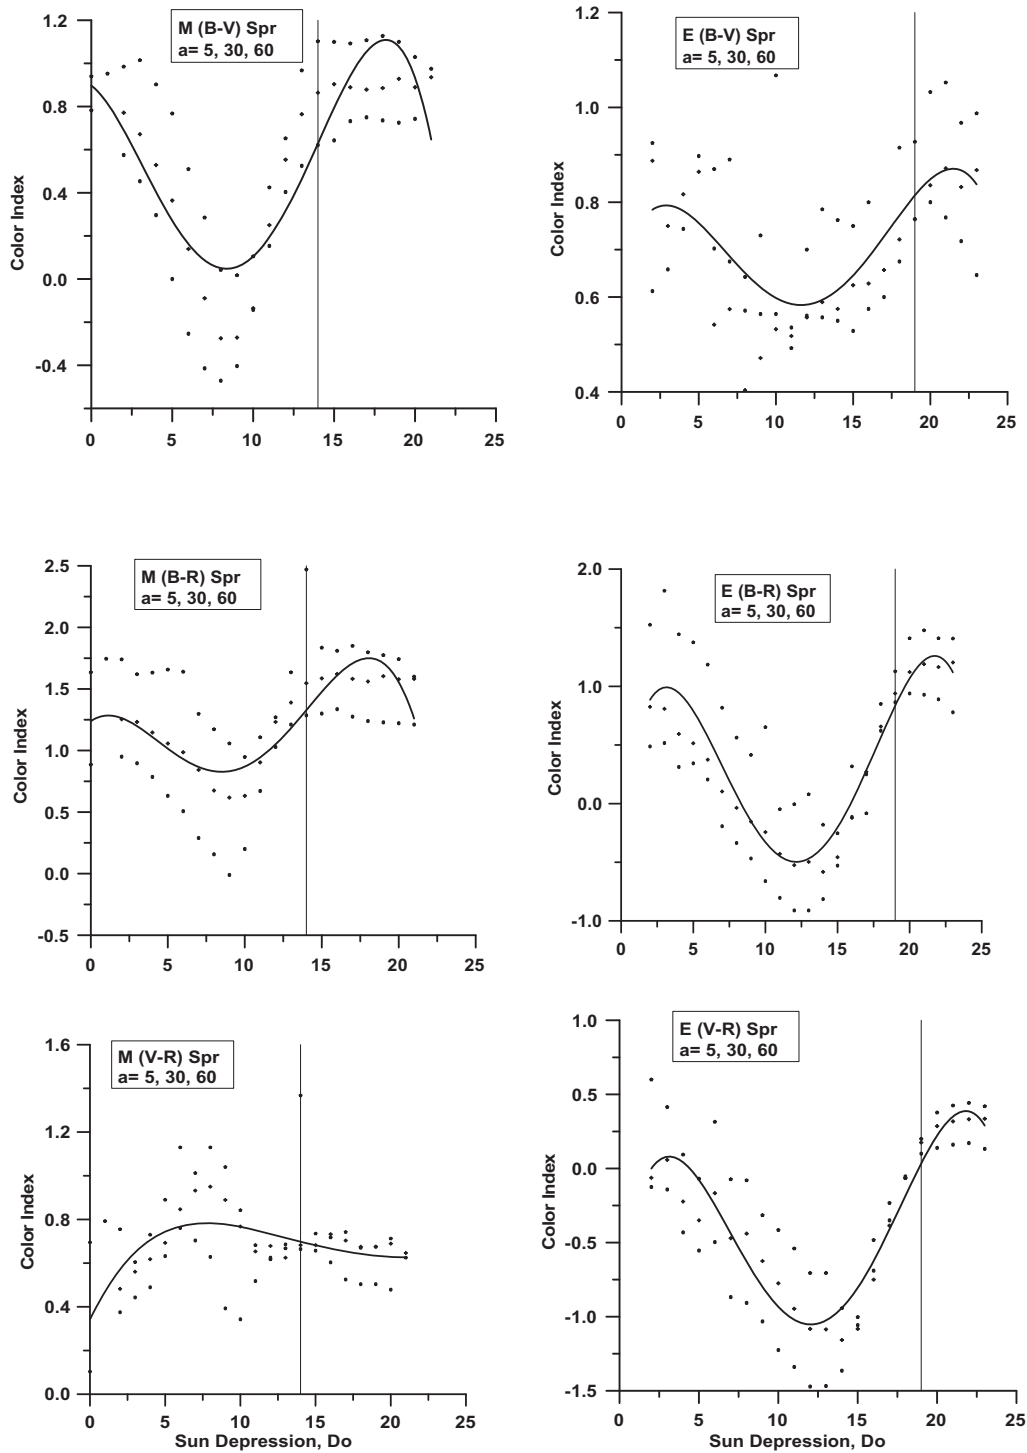 M (B-V) Spr
a= 5, 30, 60
1.2
0.8
0.4
0.0
-0.4
Color Index
0 5 10 15 20 25
E (B-V) Spr
a= 5, 30, 60
1.2
1.0
0.8
0.6
0.4
Color Index
0 5 10 15 20 25
M (B-R) Spr
a= 5, 30, 60
2.5
2.0
1.5
1.0
0.5
0.0
-0.5
Color Index
0 5 10 15 20 25
E (B-R) Spr
a= 5, 30, 60
2.0
1.0
0.0
-1.0
Color Index
0 5 10 15 20 25
M (V-R) Spr
a= 5, 30, 60
1.6
1.2
0.8
0.4
0.0
Color Index
0 5 10 15 20 25
Sun Depression, Do
E (V-R) Spr
a= 5, 30, 60
1.0
0.5
0.0
-0.5
-1.0
-1.5
Color Index
0 5 10 15 20 25
Sun Depression, Do